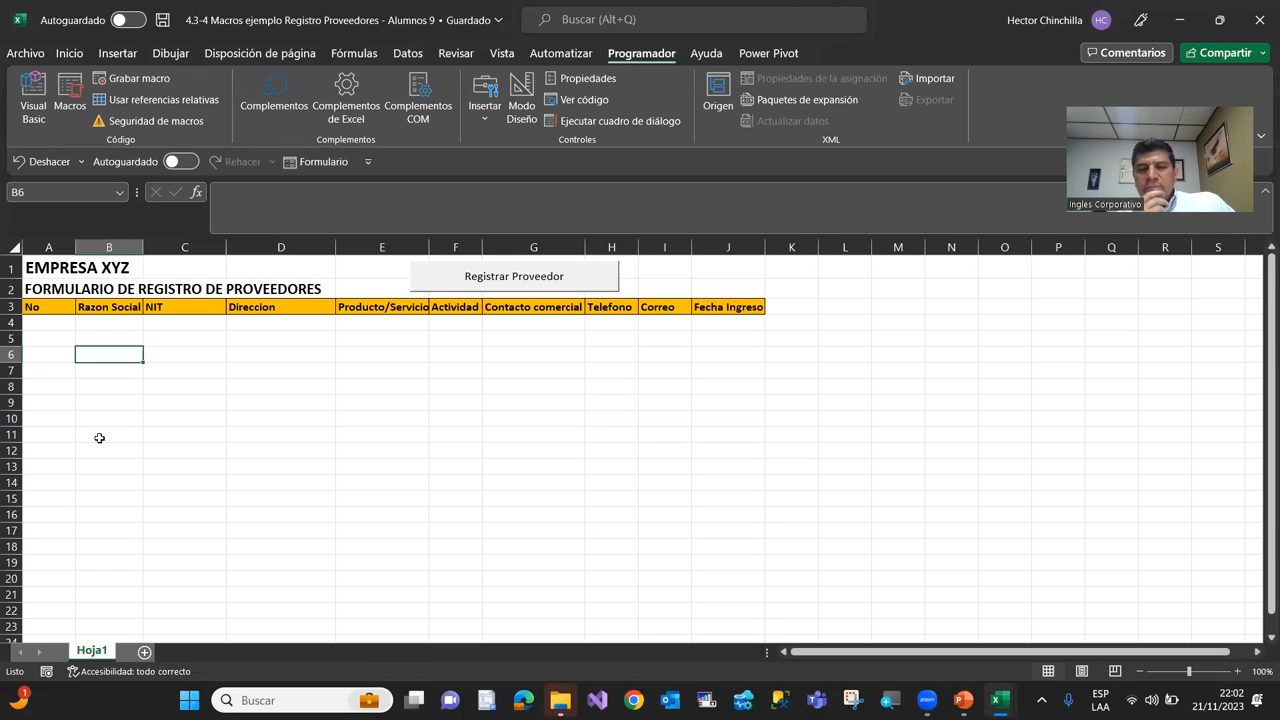 Autoguardado 4.3-4 Macros ejemplo Registro Proveedores - Alumnos 9 • Guardado Buscar (Alt+Q) Hector Chinchilla HC
Archivo Inicio Insertar Dibujar Disposición de página Fórmulas Datos Revisar Vista Automatizar Programador Ayuda Power Pivot Comentarios Compartir
Visual Basic
Macros
Grabar macro
Usar referencias relativas
Seguridad de macros
Código
Complementos
Complementos de Excel
Complementos COM
Complementos
Insertar
Modo Diseño
Propiedades
Ver código
Ejecutar cuadro de diálogo
Controles
Origen
Propiedades de la asignación
Paquetes de expansión
Actualizar datos
Importar
Exportar
XML
Ingles Corporativo
Deshacer Autoguardado Rehacer Formulario
B6 fx
A B C D E F G H I J K L M N O P Q R S
1 EMPRESA XYZ Registrar Proveedor
2 FORMULARIO DE REGISTRO DE PROVEEDORES
3 No Razon Social NIT Direccion Producto/Servicio Actividad Contacto comercial Telefono Correo Fecha Ingreso
4
5
6
7
8
9
10
11
12
13
14
15
16
17
18
19
20
21
22
23
24
Hoja1
Listo Accesibilidad: todo correcto 100%
1 Buscar ESP LAA 22:02 21/11/2023